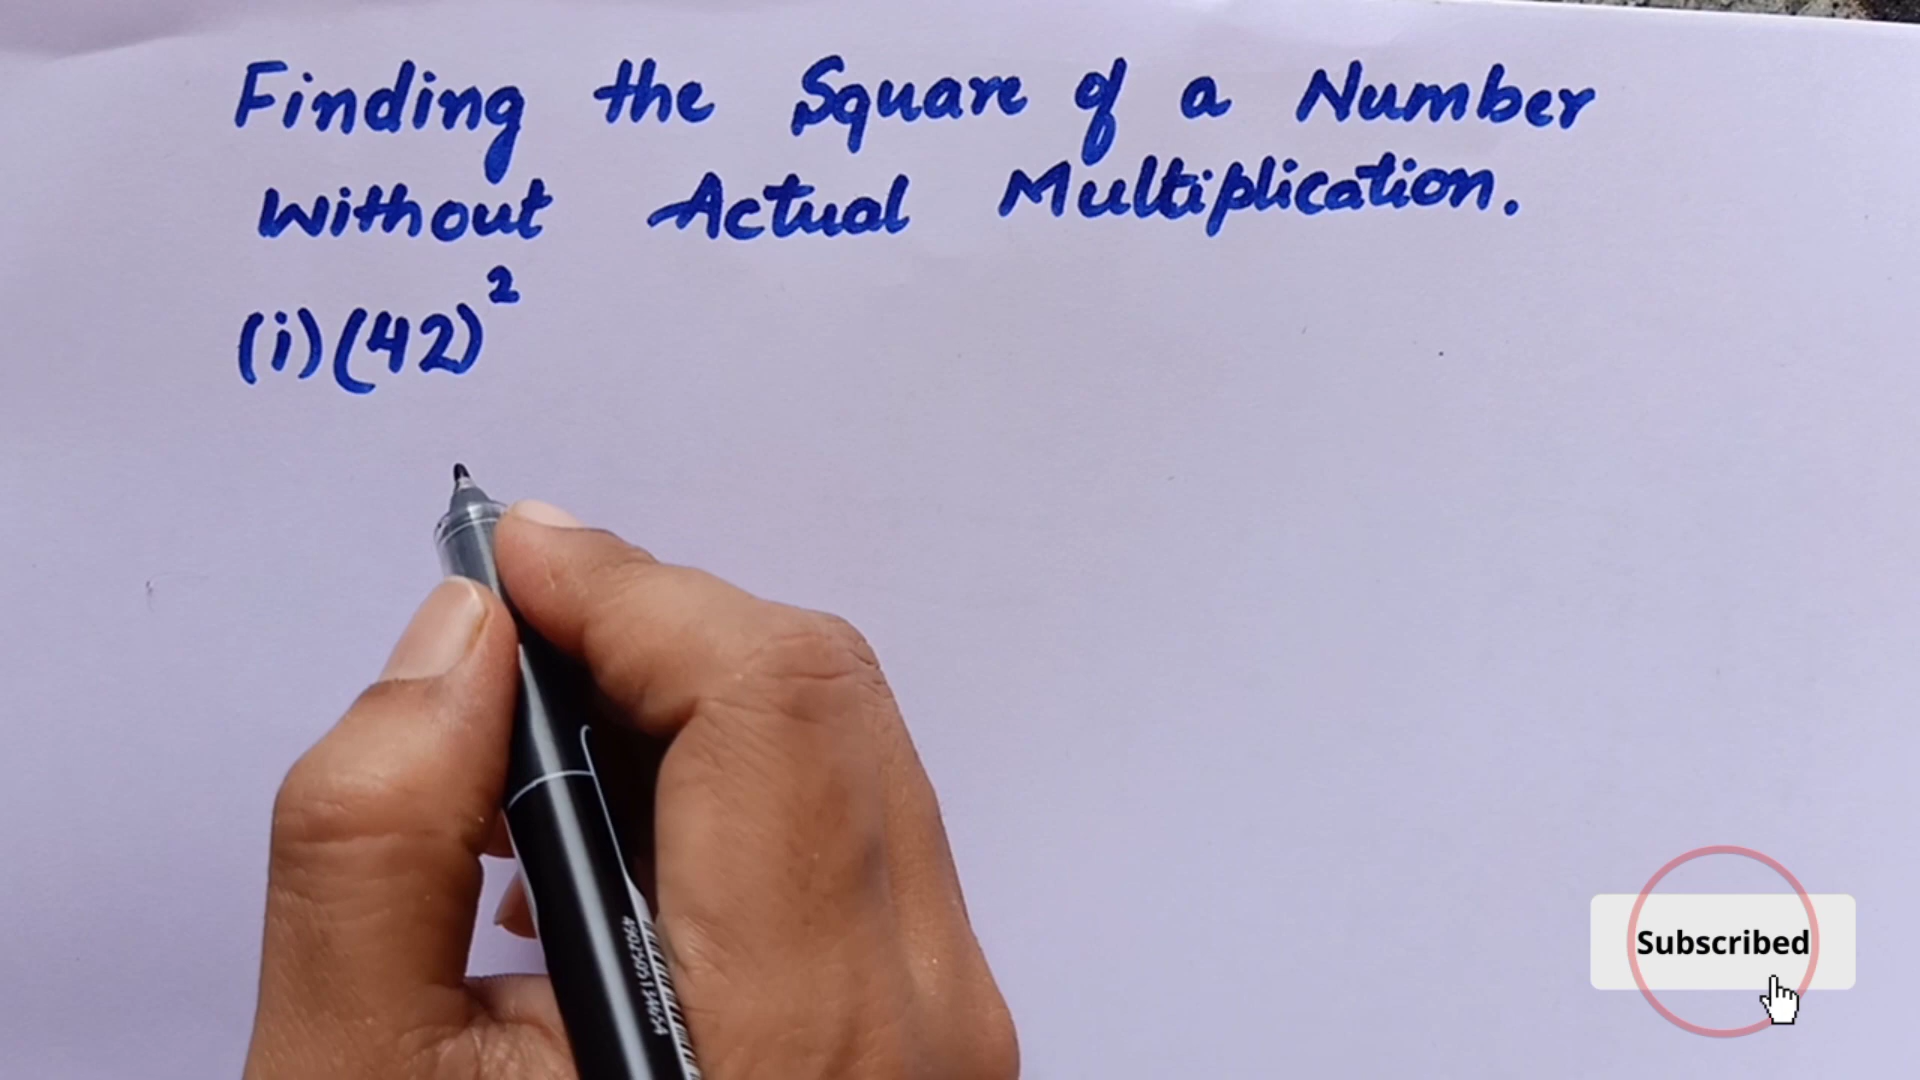 Finding the Square of a Number
Without Actual Multiplication.
(i) (42)²
Subscribed